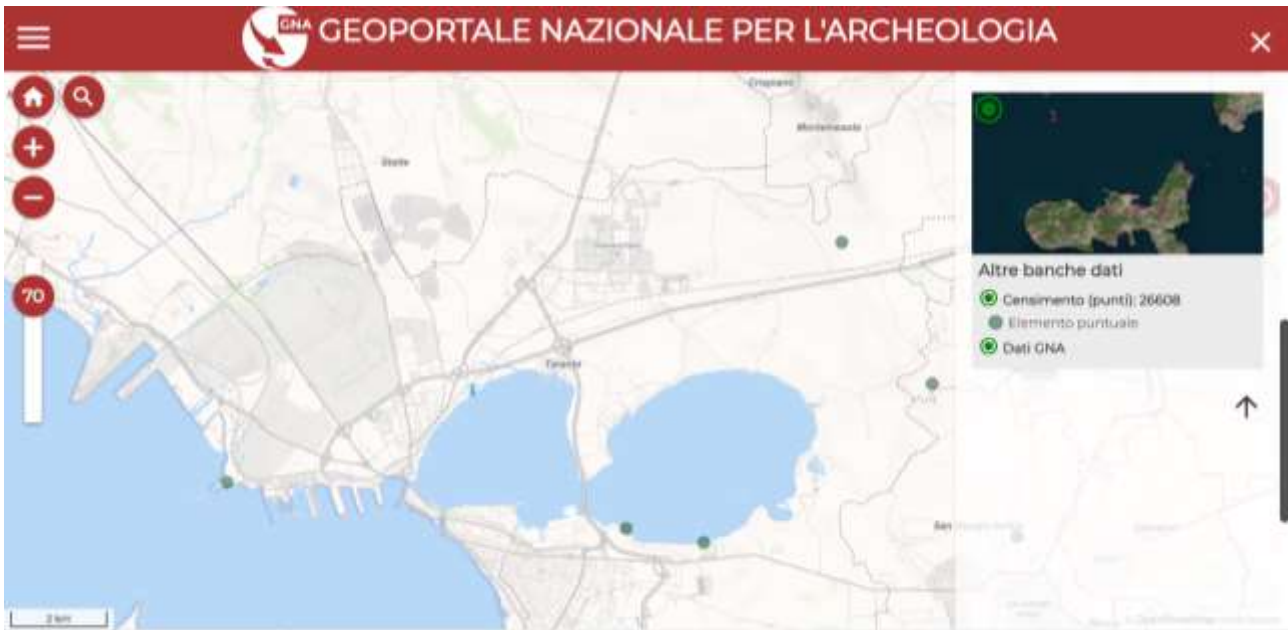 GNA
GEOPORTALE NAZIONALE PER L'ARCHEOLOGIA
Crispiano
Montemesola
Statte
70
Taranto
Altre banche dati
Censimento (punti): 26608
Elemento puntuale
Dati GNA
2 km